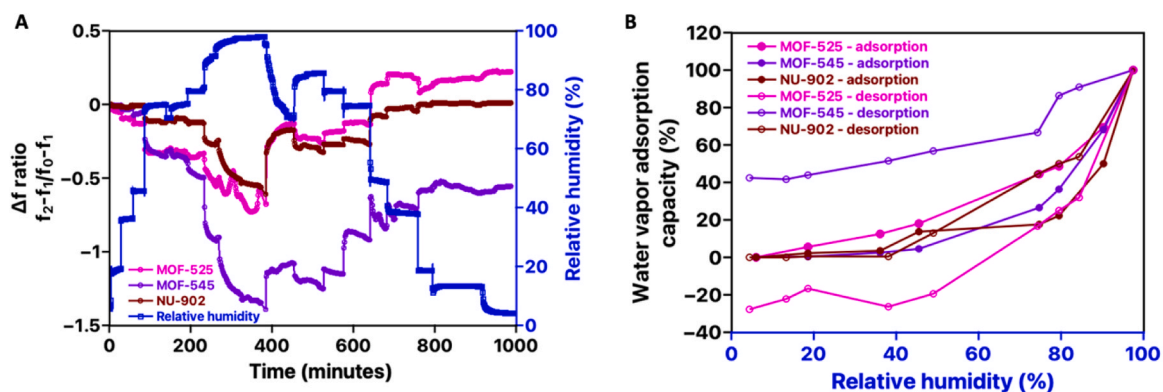 A
Δf ratio
f₂-f₁/f₀-f₁
0.5
0
−0.5
−1
−1.5
MOF-525
MOF-545
NU-902
Relative humidity
0
200
400
600
800
1000
Time (minutes)
100
80
60
40
20
0
Relative humidity (%)
B
Water vapor adsorption
capacity (%)
120
100
80
60
40
20
0
−20
−40
MOF-525 - adsorption
MOF-545 - adsorption
NU-902 - adsorption
MOF-525 - desorption
MOF-545 - desorption
NU-902 - desorption
0
20
40
60
80
100
Relative humidity (%)